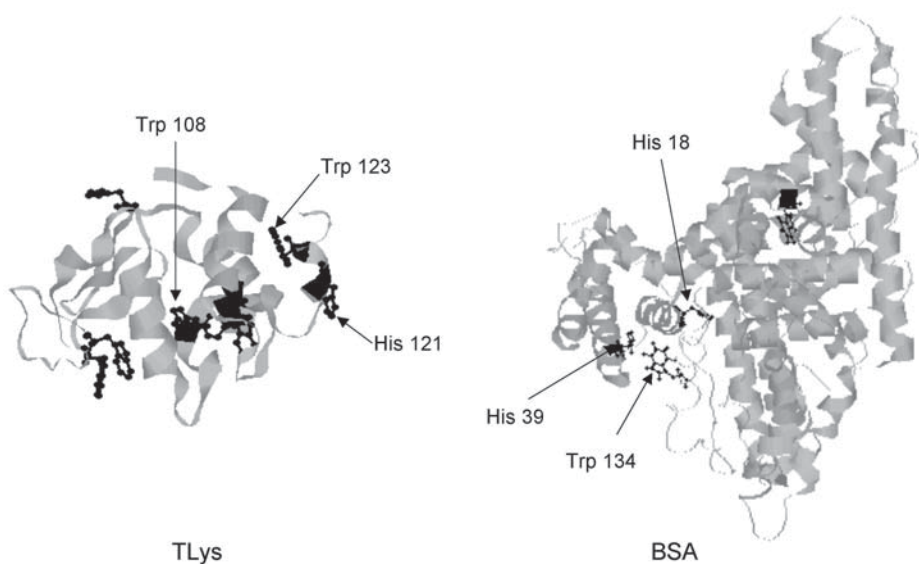 Trp 108
Trp 123
His 121
His 18
His 39
Trp 134
TLys
BSA